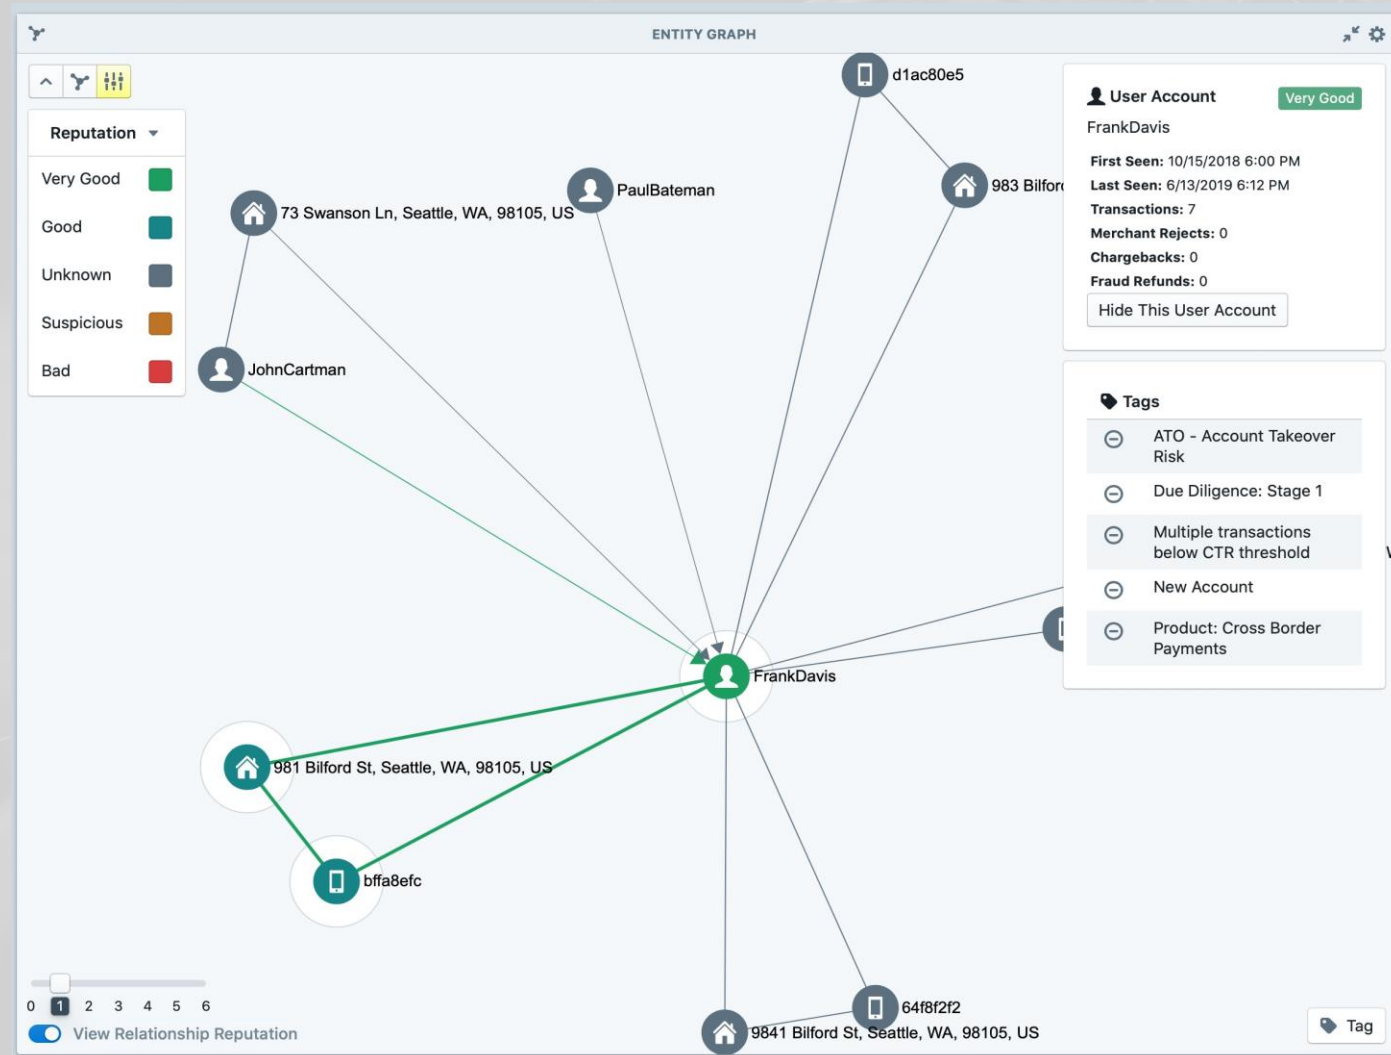 ENTITY GRAPH
Reputation
Very Good
Good
Unknown
Suspicious
Bad
d1ac80e5
983 Bilfor
PaulBateman
73 Swanson Ln, Seattle, WA, 98105, US
JohnCartman
FrankDavis
981 Bilford St, Seattle, WA, 98105, US
bffa8efc
64f8f2f2
9841 Bilford St, Seattle, WA, 98105, US
0 1 2 3 4 5 6
View Relationship Reputation
User Account
Very Good
FrankDavis
First Seen: 10/15/2018 6:00 PM
Last Seen: 6/13/2019 6:12 PM
Transactions: 7
Merchant Rejects: 0
Chargebacks: 0
Fraud Refunds: 0
Hide This User Account
Tags
ATO - Account Takeover
Risk
Due Diligence: Stage 1
Multiple transactions
below CTR threshold
New Account
Product: Cross Border
Payments
Tag